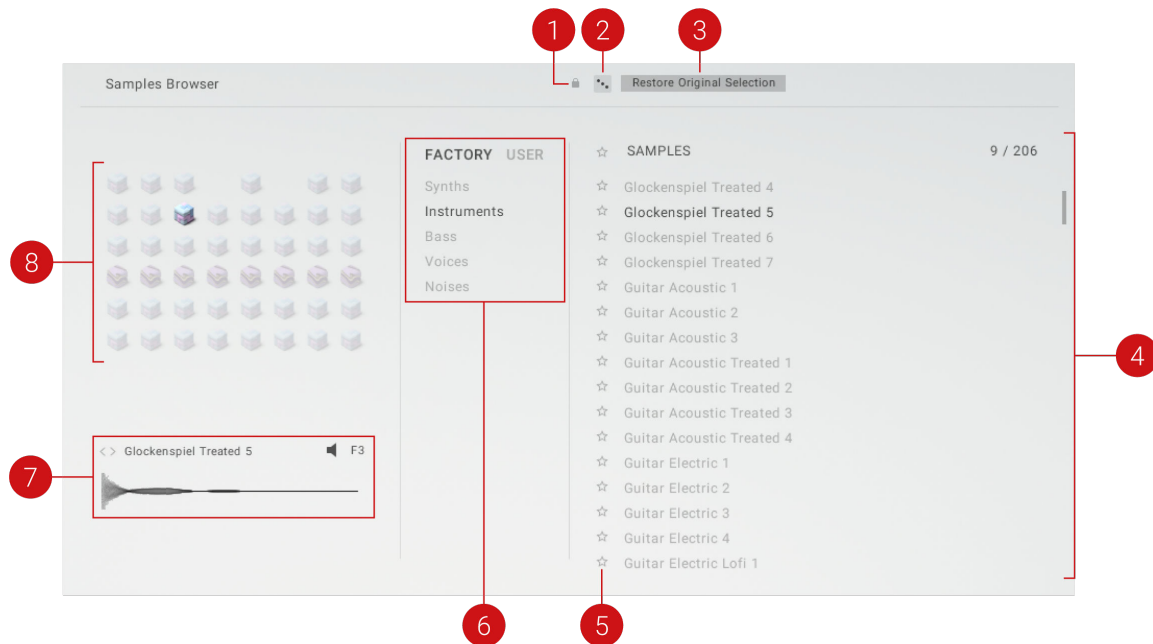 1 2 3
Samples Browser
Restore Original Selection
FACTORY USER
Synths
Instruments
Bass
Voices
Noises
SAMPLES 9 / 206
Glockenspiel Treated 4
Glockenspiel Treated 5
Glockenspiel Treated 6
Glockenspiel Treated 7
Guitar Acoustic 1
Guitar Acoustic 2
Guitar Acoustic 3
Guitar Acoustic Treated 1
Guitar Acoustic Treated 2
Guitar Acoustic Treated 3
Guitar Acoustic Treated 4
Guitar Electric 1
Guitar Electric 2
Guitar Electric 3
Guitar Electric 4
Guitar Electric Lofi 1
8
4
7
Glockenspiel Treated 5 F3
6 5